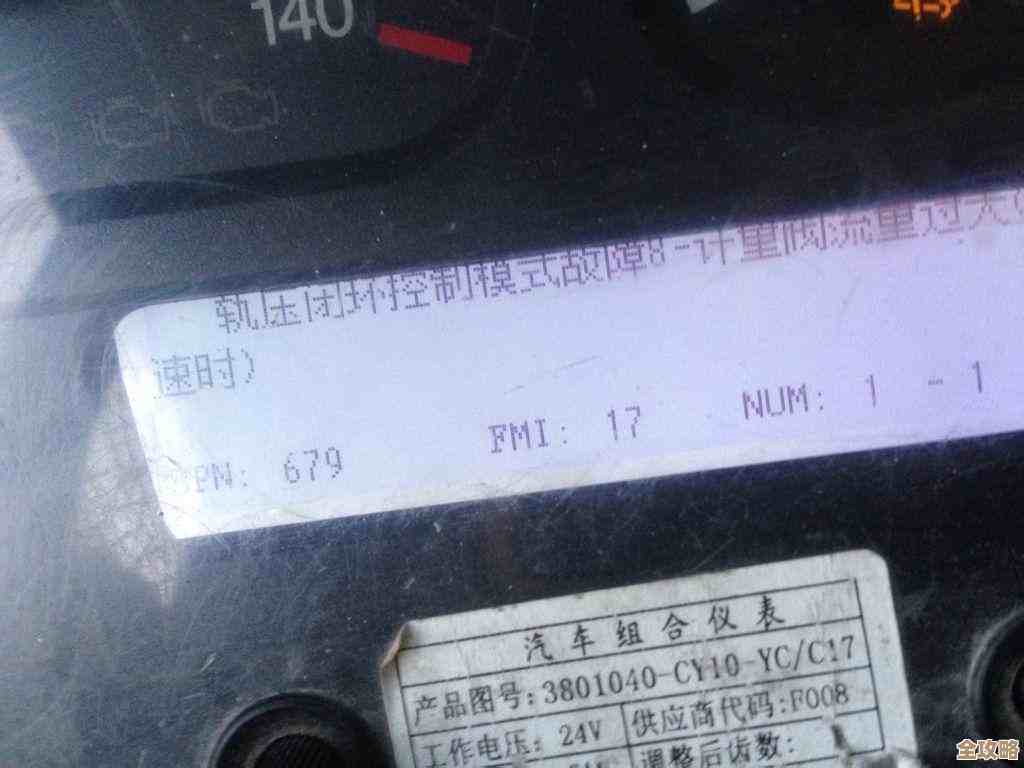 140
轨压闭环控制模式故障8-计量阀流量过大(
速时)
PN: 679 FMI: 17 NUM: 1 - 1
汽车组合仪表
产品图号:3801040-CY10-YC/C17
工作电压: 24V 供应商代码:F008
调整后齿数:
全攻略